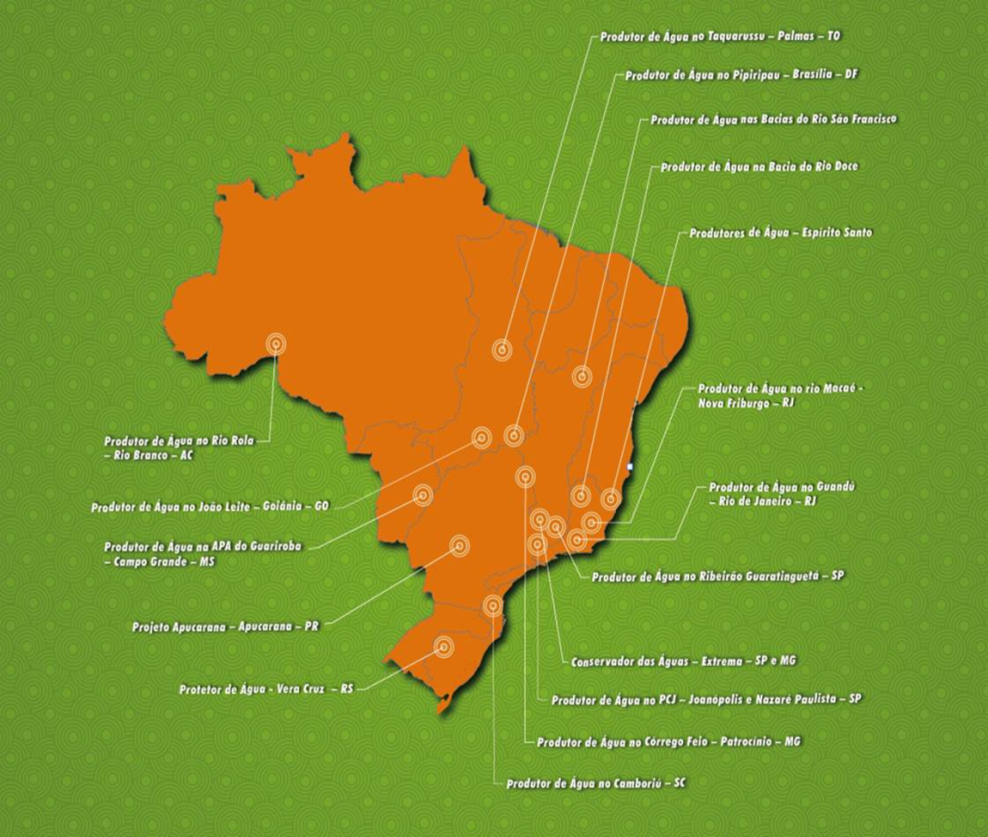 Produtor de Água no Taquarussu – Palmas – TO
Produtor de Água no Pipiripau – Brasília – DF
Produtor de Água nas Bacias do Rio São Francisco
Produtor de Água na Bacia do Rio Doce
Produtores de Água – Espírito Santo
Produtor de Água no rio Macaé -
Nova Friburgo – RJ
Produtor de Água no Rio Rola
– Rio Branco – AC
Produtor de Água no Guandu
– Rio de Janeiro – RJ
Produtor de Água no João Leite – Goiânia – GO
Produtor de Água na APA do Guariroba
– Campo Grande – MS
Produtor de Água no Ribeirão Guaratinguetá – SP
Projeto Apucarana – Apucarana – PR
Conservador das Águas – Extrema – SP e MG
Protetor de Água - Vera Cruz – RS
Produtor de Água no PCJ – Joanópolis e Nazaré Paulista – SP
Produtor de Água no Córrego Feio – Patrocínio – MG
Produtor de Água no Camboriú – SC